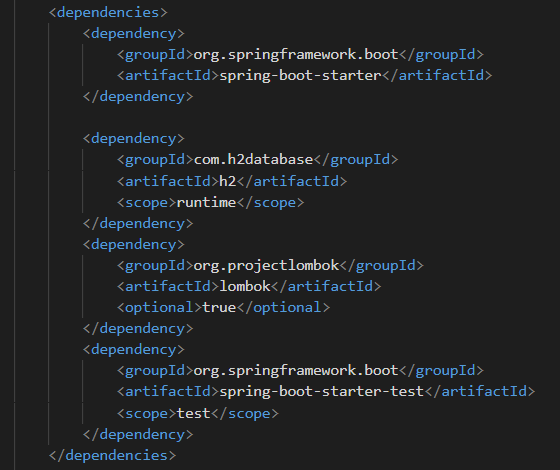 <dependencies>
<dependency>
<groupId>org.springframework.boot</groupId>
<artifactId>spring-boot-starter</artifactId>
</dependency>
<dependency>
<groupId>com.h2database</groupId>
<artifactId>h2</artifactId>
<scope>runtime</scope>
</dependency>
<dependency>
<groupId>org.projectlombok</groupId>
<artifactId>lombok</artifactId>
<optional>true</optional>
</dependency>
<dependency>
<groupId>org.springframework.boot</groupId>
<artifactId>spring-boot-starter-test</artifactId>
<scope>test</scope>
</dependency>
</dependencies>